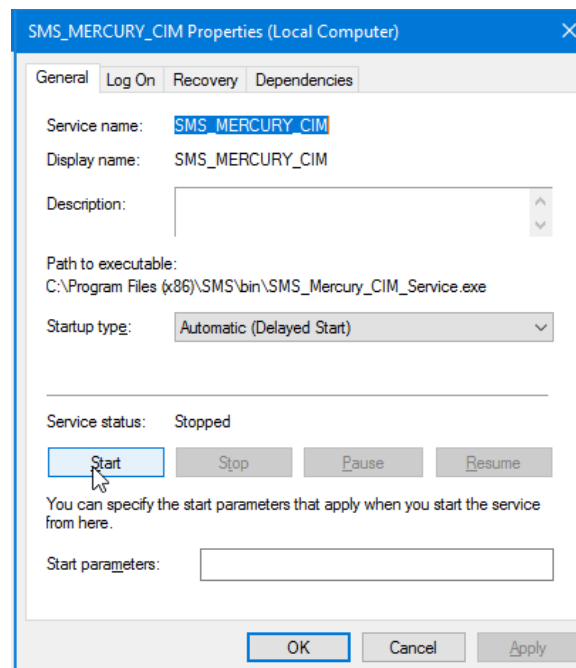 SMS_MERCURY_CIM Properties (Local Computer)
General Log On Recovery Dependencies
Service name: SMS_MERCURY_CIM
Display name: SMS_MERCURY_CIM
Description:
Path to executable:
C:\Program Files (x86)\SMS\bin\SMS_Mercury_CIM_Service.exe
Startup type: Automatic (Delayed Start)
Service status: Stopped
Start Stop Pause Resume
You can specify the start parameters that apply when you start the service
from here.
Start parameters:
OK Cancel Apply